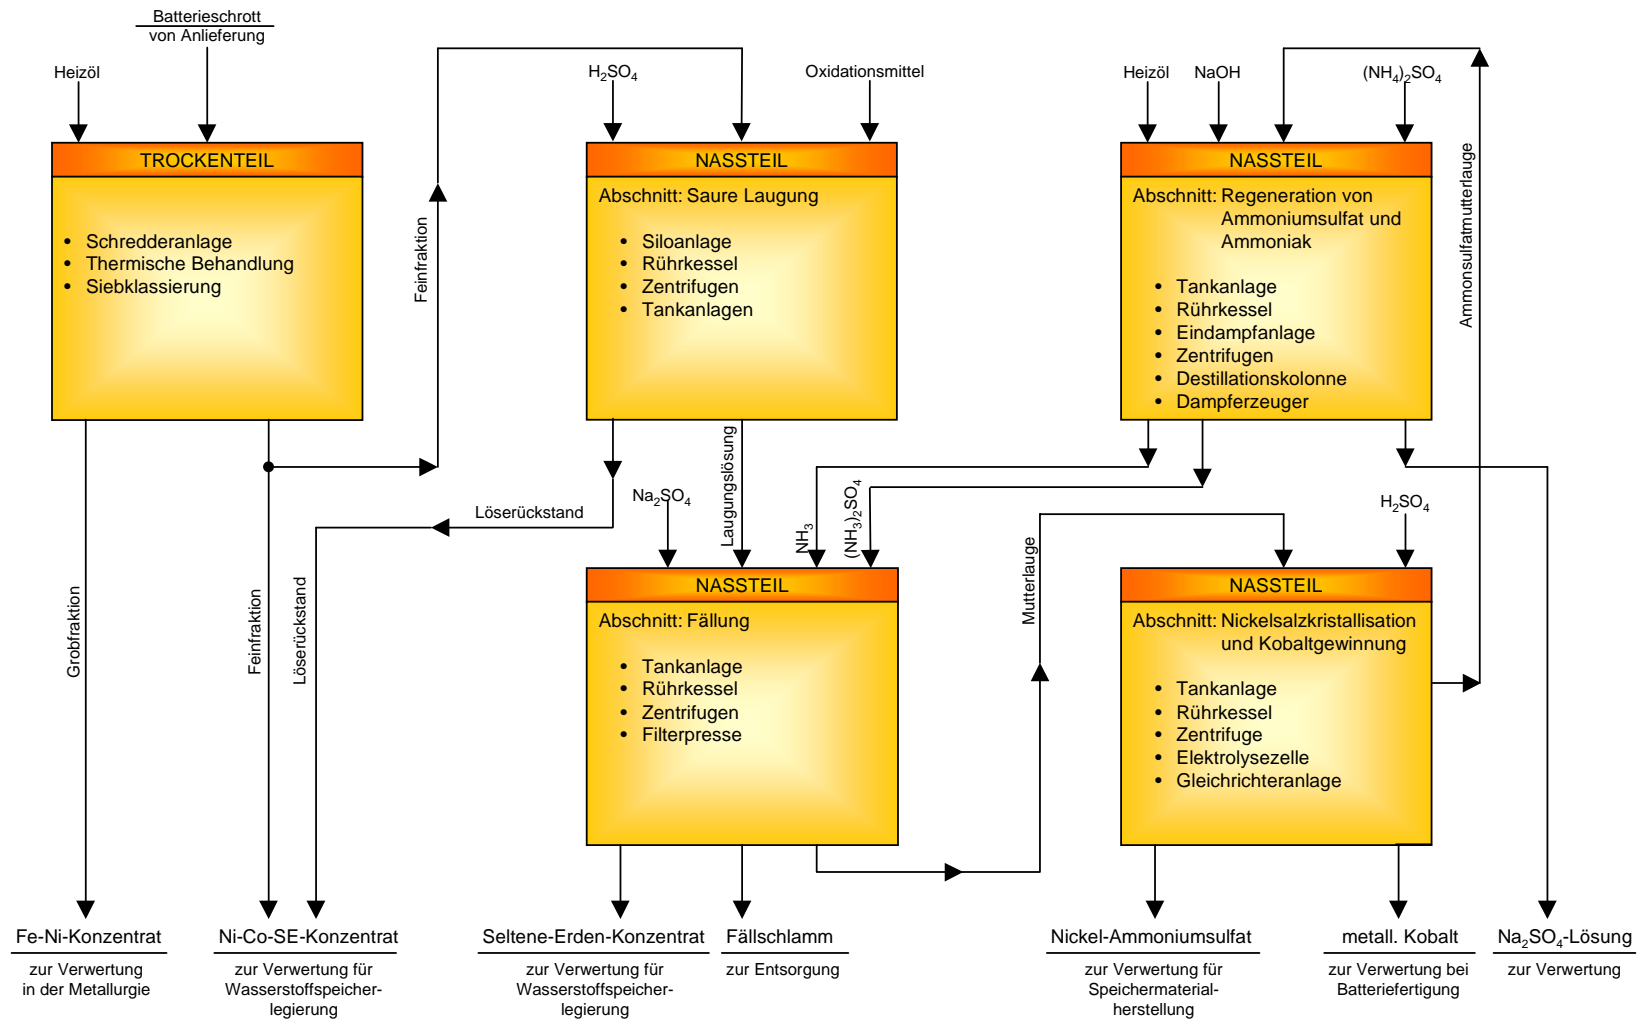 Batterieschrott
von Anlieferung
Heizöl
H₂SO₄
Oxidationsmittel
Heizöl
NaOH
(NH₄)₂SO₄
TROCKENTEIL
• Schredderanlage
• Thermische Behandlung
• Siebklassierung
Feinfraktion
NASSTEIL
Abschnitt: Saure Laugung
• Siloanlage
• Rührkessel
• Zentrifugen
• Tankanlagen
NASSTEIL
Abschnitt: Regeneration von
Ammoniumsulfat und
Ammoniak
• Tankanlage
• Rührkessel
• Eindampfanlage
• Zentrifugen
• Destillationskolonne
• Dampferzeuger
Ammonsulfatmutterlauge
Grobfraktion
Feinfraktion
Löserückstand
Löserückstand
Na₂SO₄
Laugungslösung
NH₃
(NH₃)₂SO₄
Mutterlauge
H₂SO₄
NASSTEIL
Abschnitt: Fällung
• Tankanlage
• Rührkessel
• Zentrifugen
• Filterpresse
NASSTEIL
Abschnitt: Nickelsalzkristallisation
und Kobaltgewinnung
• Tankanlage
• Rührkessel
• Zentrifuge
• Elektrolysezelle
• Gleichrichteranlage
Fe-Ni-Konzentrat
zur Verwertung
in der Metallurgie
Ni-Co-SE-Konzentrat
zur Verwertung für
Wasserstoffspeicher-
legierung
Seltene-Erden-Konzentrat
zur Verwertung für
Wasserstoffspeicher-
legierung
Fällschlamm
zur Entsorgung
Nickel-Ammoniumsulfat
zur Verwertung für
Speichermaterial-
herstellung
metall. Kobalt
zur Verwertung bei
Batteriefertigung
Na₂SO₄-Lösung
zur Verwertung